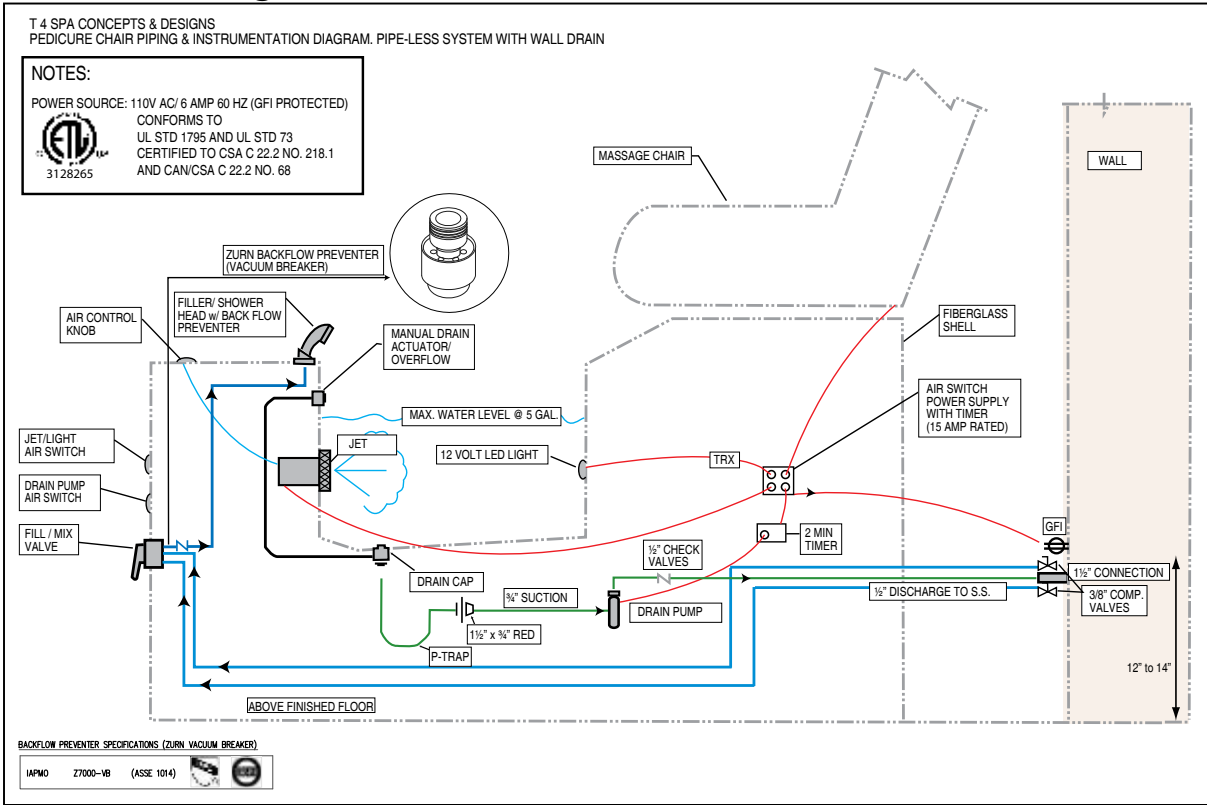 T 4 SPA CONCEPTS & DESIGNS
PEDICURE CHAIR PIPING & INSTRUMENTATION DIAGRAM. PIPE-LESS SYSTEM WITH WALL DRAIN
NOTES:
POWER SOURCE: 110V AC/ 6 AMP 60 HZ (GFI PROTECTED)
CONFORMS TO
UL STD 1795 AND UL STD 73
CERTIFIED TO CSA C 22.2 NO. 218.1
AND CAN/CSA C 22.2 NO. 68
ETL
3128265
MASSAGE CHAIR
WALL
ZURN BACKFLOW PREVENTER
(VACUUM BREAKER)
FILLER/ SHOWER
HEAD w/ BACK FLOW
PREVENTER
AIR CONTROL
KNOB
MANUAL DRAIN
ACTUATOR/
OVERFLOW
FIBERGLASS
SHELL
AIR SWITCH
POWER SUPPLY
WITH TIMER
(15 AMP RATED)
MAX. WATER LEVEL @ 5 GAL.
JET/LIGHT
AIR SWITCH
JET
12 VOLT LED LIGHT
TRX
DRAIN PUMP
AIR SWITCH
FILL / MIX
VALVE
GFI
2 MIN
TIMER
½" CHECK
VALVES
DRAIN CAP
1½" CONNECTION
¾" SUCTION
½" DISCHARGE TO S.S.
3/8" COMP.
VALVES
DRAIN PUMP
1½" x ¾" RED
P-TRAP
12" to 14"
ABOVE FINISHED FLOOR
BACKFLOW PREVENTER SPECIFICATIONS (ZURN VACUUM BREAKER)
IAPMO Z7000-VB (ASSE 1014)